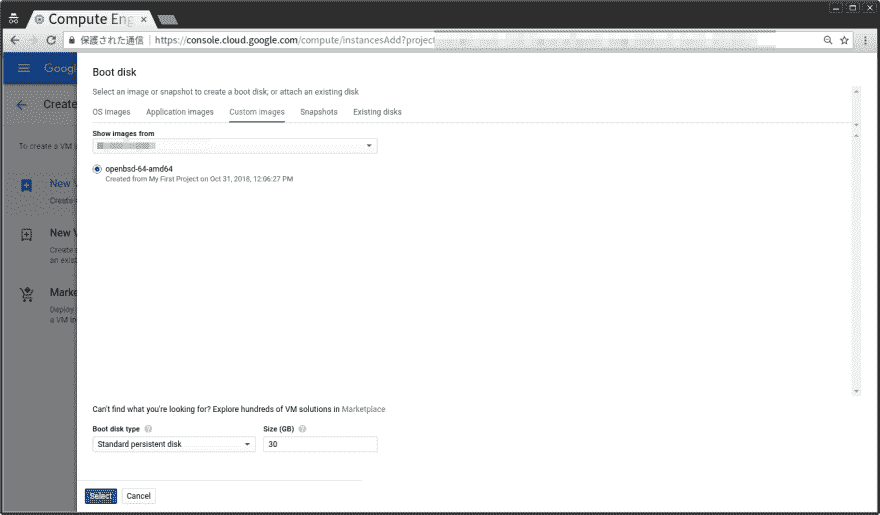 Compute Eng
保護された通信 | https://console.cloud.google.com/compute/instancesAdd?project
Google
Boot disk
Create
Select an image or snapshot to create a boot disk; or attach an existing disk
OS images Application images Custom images Snapshots Existing disks
Show images from
To create a VM
openbsd-64-amd64
Created from My First Project on Oct 31, 2018, 12:06:27 PM
New V
Create
New V
Create
an exist
Marke
Deploy
a VM
Can't find what you're looking for? Explore hundreds of VM solutions in Marketplace
Boot disk type
Size (GB)
Standard persistent disk
30
Select
Cancel